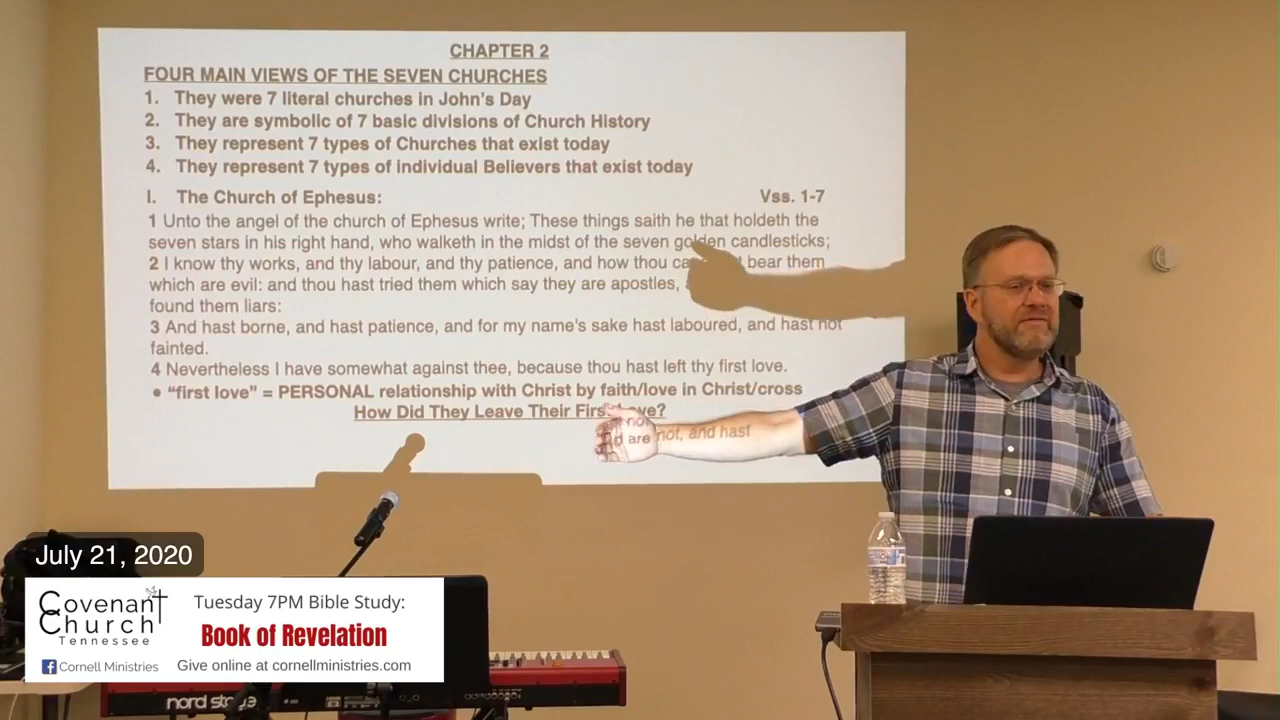 CHAPTER 2
FOUR MAIN VIEWS OF THE SEVEN CHURCHES
1. They were 7 literal churches in John's Day
2. They are symbolic of 7 basic divisions of Church History
3. They represent 7 types of Churches that exist today
4. They represent 7 types of individual Believers that exist today
I. The Church of Ephesus: Vss. 1-7
1 Unto the angel of the church of Ephesus write; These things saith he that holdeth the
seven stars in his right hand, who walketh in the midst of the seven golden candlesticks;
2 I know thy works, and thy labour, and thy patience, and how thou bear them
which are evil: and thou hast tried them which say they are apostles,
found them liars:
3 And hast borne, and hast patience, and for my name's sake hast laboured, and hast not
fainted.
4 Nevertheless I have somewhat against thee, because thou hast left thy first love.
• “first love” = PERSONAL relationship with Christ by faith/love in Christ/cross
How Did They Leave Their First Love?
are not, and hast
July 21, 2020
Covenant
Church
Tennessee
Cornell Ministries
Tuesday 7PM Bible Study:
Book of Revelation
Give online at cornellministries.com
nord stage